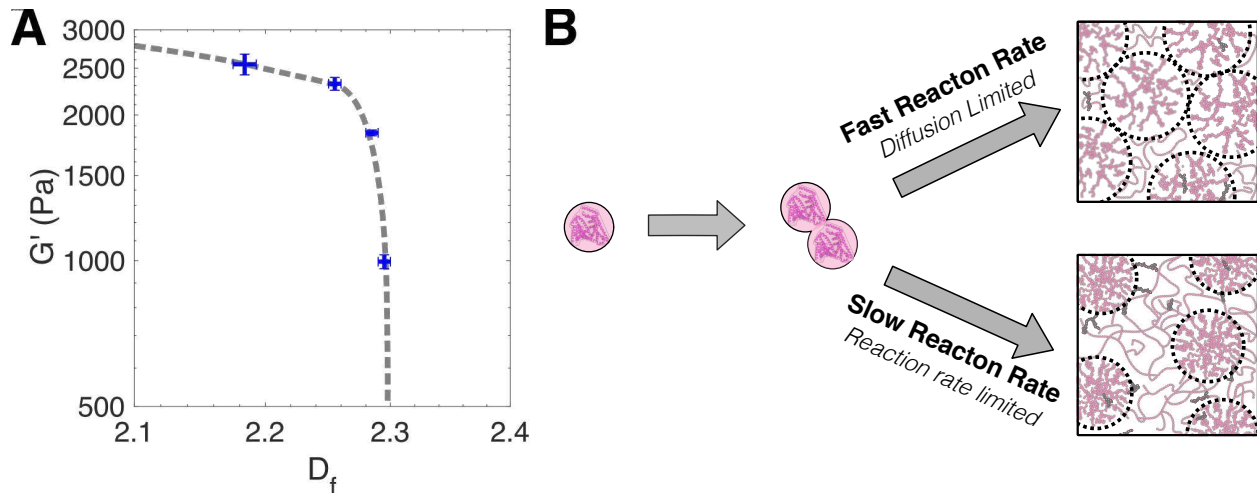 A
3000
2500
2000
1500
1000
500
G' (Pa)
2.1 2.2 2.3 2.4
D_f
B
Fast Reacton Rate
Diffusion Limited
Slow Reacton Rate
Reaction rate limited